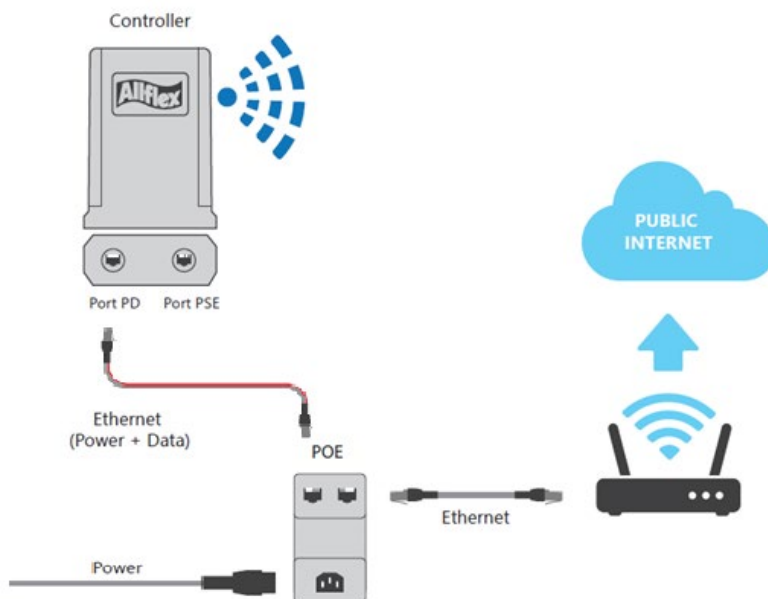 Controller
Allflex
PUBLIC
INTERNET
Port PD
Port PSE
Ethernet
(Power + Data)
POE
Ethernet
Power